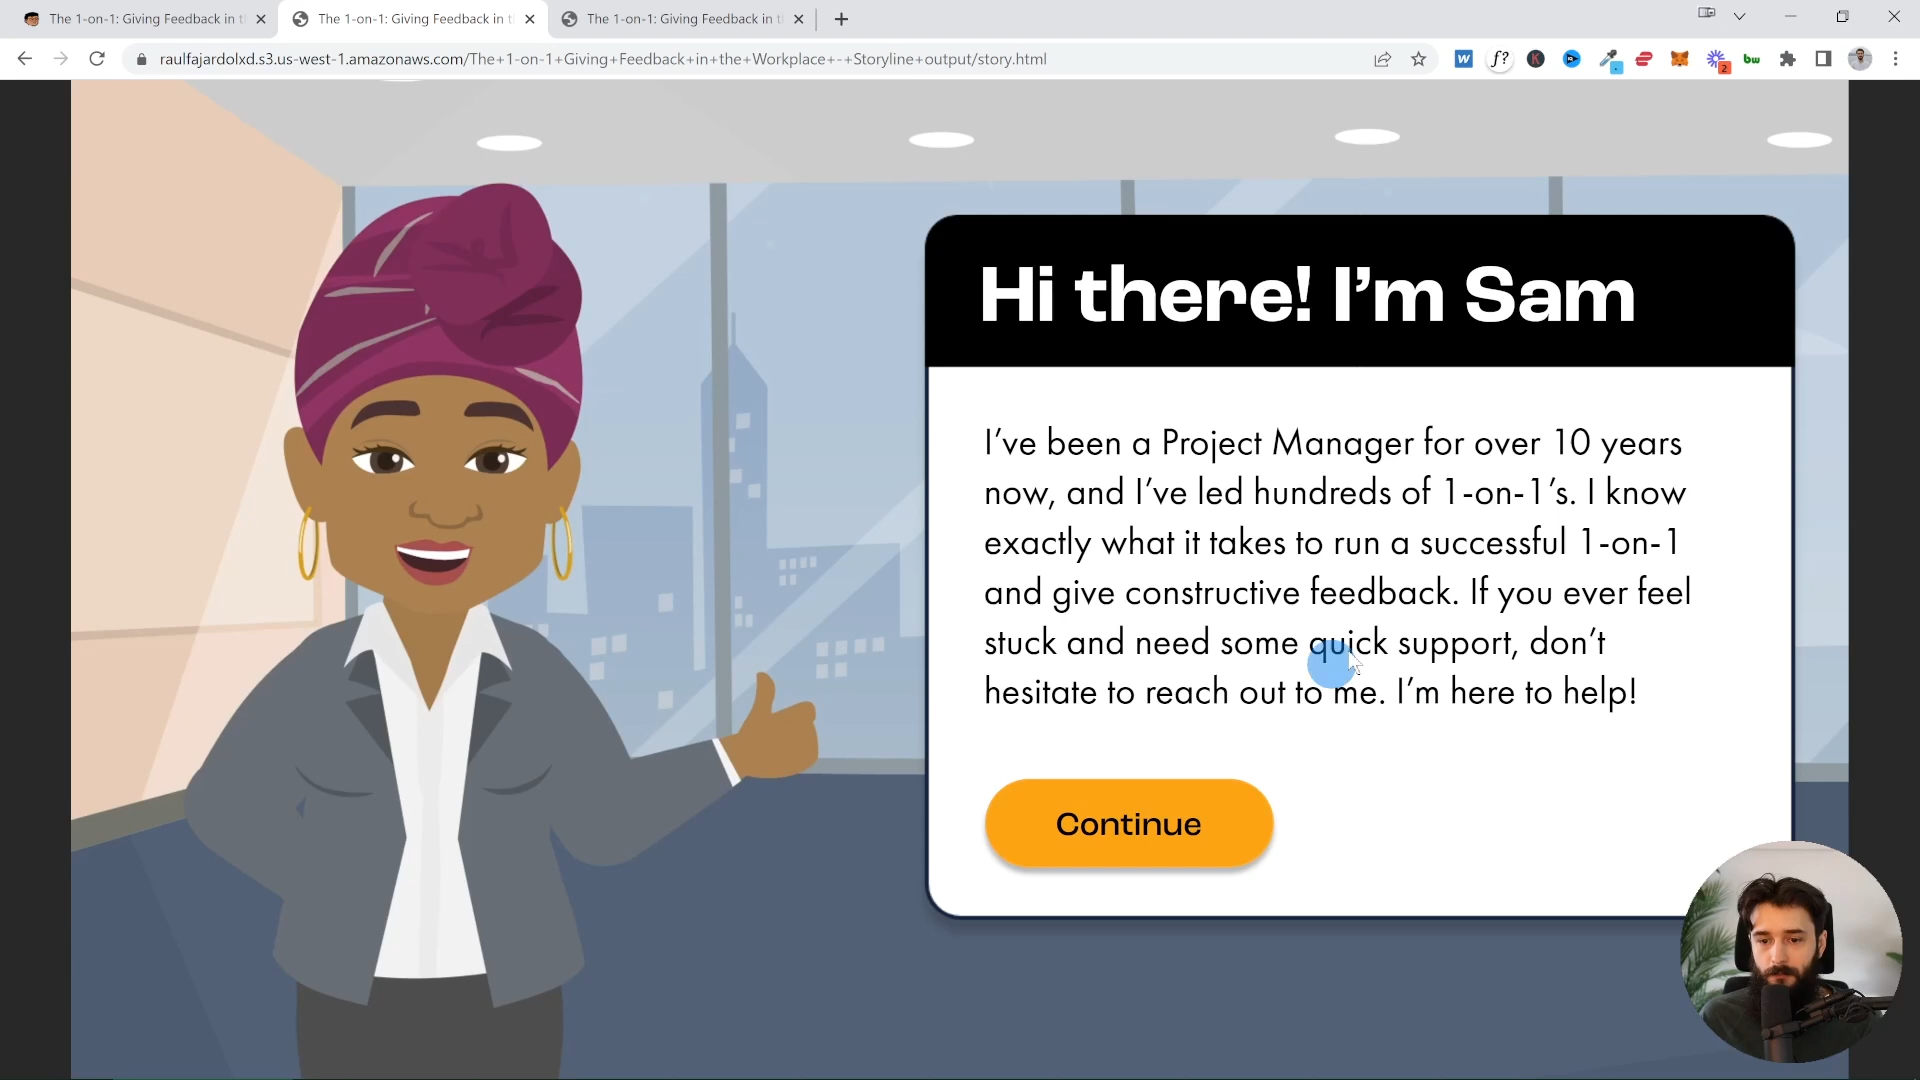 The 1-on-1: Giving Feedback in t
The 1-on-1: Giving Feedback in t
The 1-on-1: Giving Feedback in t
raulfajardolxd.s3.us-west-1.amazonaws.com/The+1-on-1+Giving+Feedback+in+the+Workplace+-+Storyline+output/story.html
W
f?
K
2
bw
Hi there! I’m Sam
I’ve been a Project Manager for over 10 years
now, and I’ve led hundreds of 1-on-1’s. I know
exactly what it takes to run a successful 1-on-1
and give constructive feedback. If you ever feel
stuck and need some quick support, don’t
hesitate to reach out to me. I’m here to help!
Continue